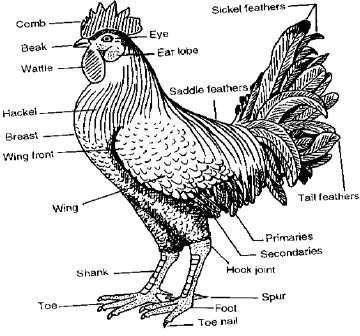 Sickel feathers
Comb
Eye
Beak
Ear lobe
Wattle
Saddle feathers
Hackel
Breast
Wing front
Tail feathers
Wing
Primaries
Secondaries
Hook joint
Shank
Spur
Toe
Foot
Toe nail